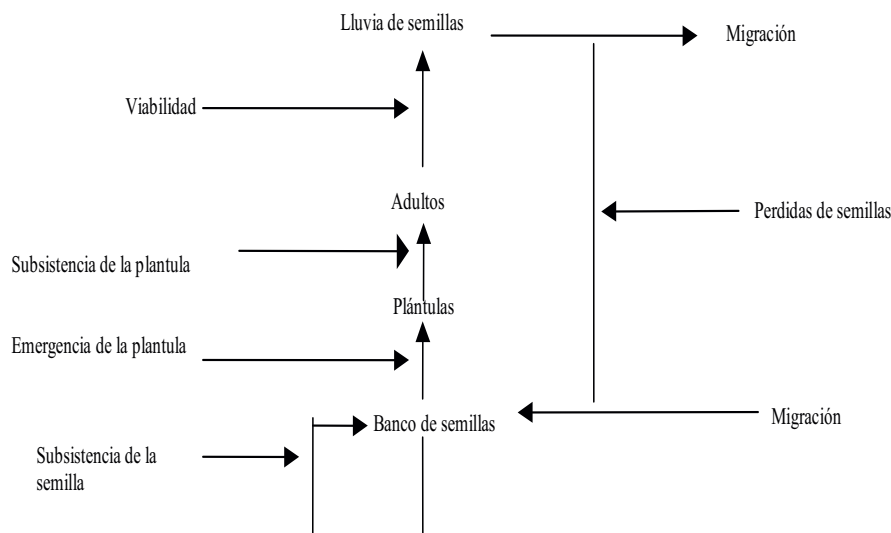 Lluvia de semillas
Migración
Viabilidad
Adultos
Perdidas de semillas
Subsistencia de la plantula
Plántulas
Emergencia de la plantula
Banco de semillas
Migración
Subsistencia de la
semilla